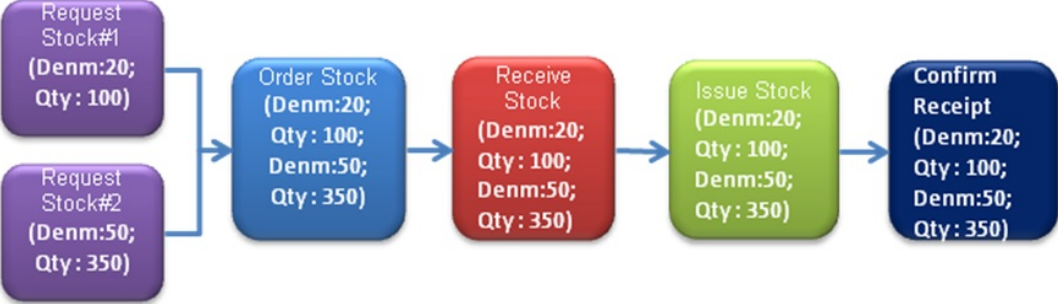 Request
Stock#1
(Denm:20;
Qty: 100)
Request
Stock#2
(Denm:50;
Qty: 350)
Order Stock
(Denm:20;
Qty: 100;
Denm:50;
Qty: 350)
Receive
Stock
(Denm:20;
Qty: 100;
Denm:50;
Qty: 350)
Issue Stock
(Denm:20;
Qty: 100;
Denm:50;
Qty: 350)
Confirm
Receipt
(Denm:20;
Qty: 100;
Denm:50;
Qty: 350)